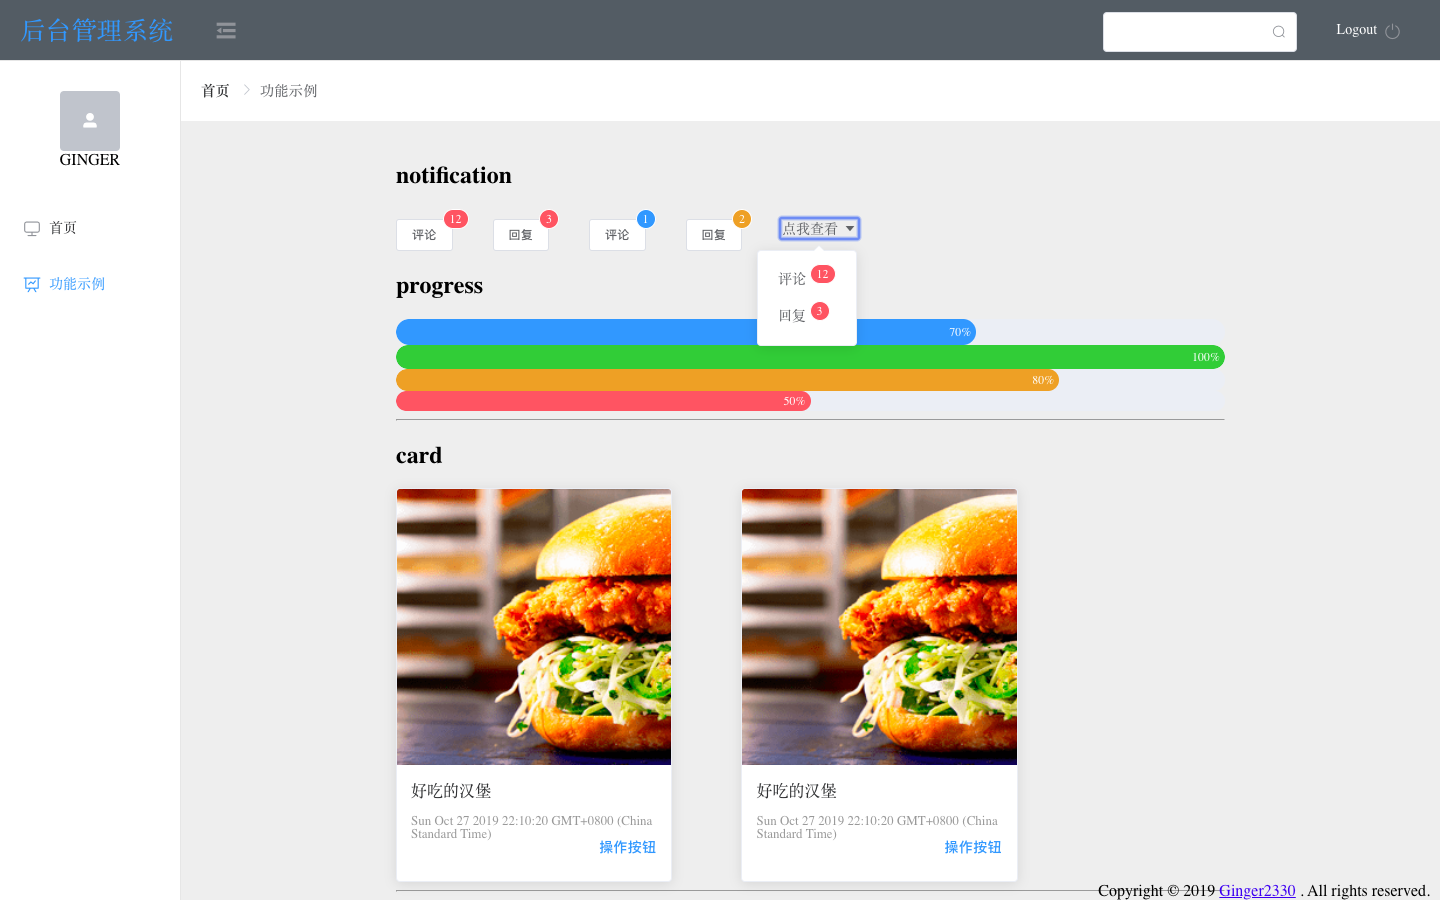 后台管理系统
Logout
GINGER
首页
功能示例
首页
功能示例
notification
评论 12
回复 3
评论 1
回复 2
点我查看
评论 12
回复 3
progress
70%
100%
80%
50%
card
好吃的汉堡
Sun Oct 27 2019 22:10:20 GMT+0800 (China
Standard Time)
操作按钮
好吃的汉堡
Sun Oct 27 2019 22:10:20 GMT+0800 (China
Standard Time)
操作按钮
Copyright © 2019 Ginger2330 . All rights reserved.